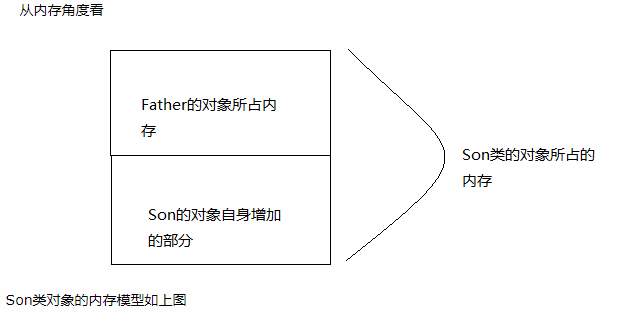 从内存角度看
Father的对象所占内
存
Son类的对象所占的
内存
Son的对象自身增加
的部分
Son类对象的内存模型如上图